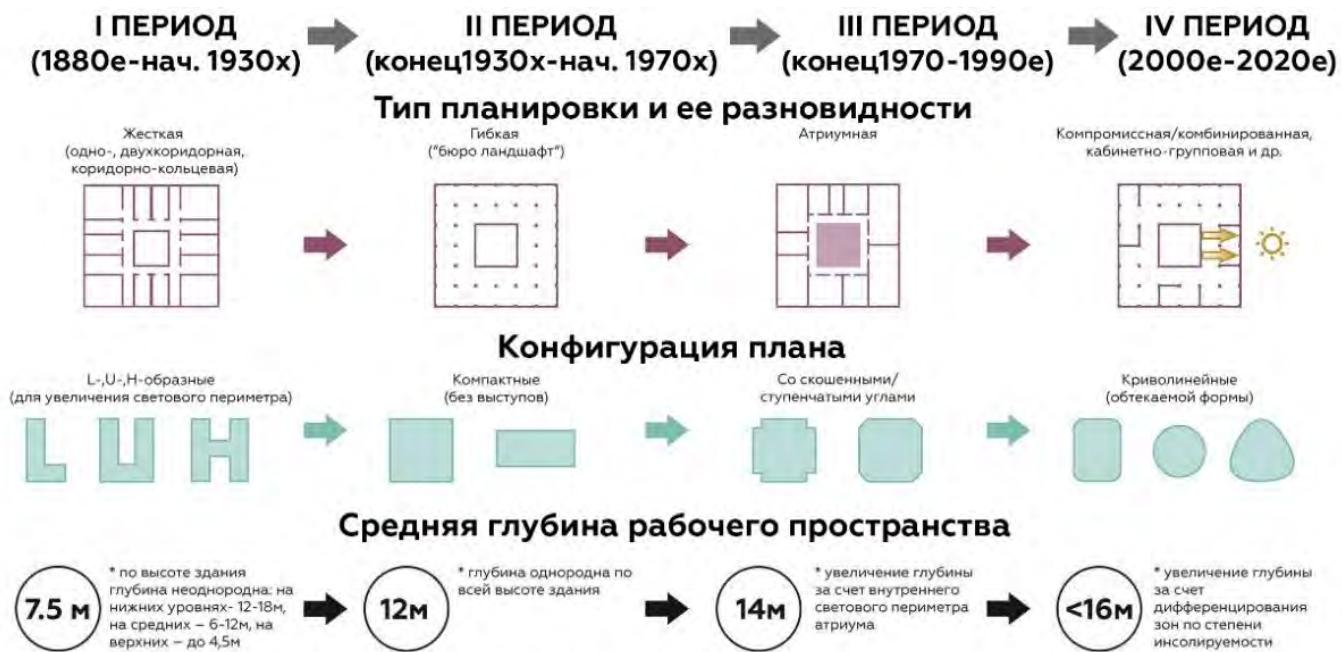 I ПЕРИОД
(1880е-нач. 1930х)
II ПЕРИОД
(конец1930х-нач. 1970х)
III ПЕРИОД
(конец1970-1990е)
IV ПЕРИОД
(2000е-2020е)
Тип планировки и ее разновидности
Жесткая
(одно-, двухкоридорная,
коридорно-кольцевая)
Гибкая
("бюро ландшафт")
Атриумная
Компромиссная/комбинированная,
кабинетно-групповая и др.
Конфигурация плана
L-,U-,H-образные
(для увеличения светового периметра)
Компактные
(без выступов)
Со скошенными/
ступенчатыми углами
Криволинейные
(обтекаемой формы)
Средняя глубина рабочего пространства
7.5 м
* по высоте здания
глубина неоднородна: на
нижних уровнях- 12-18м,
на средних – 6-12м, на
верхних – до 4,5м
12м
* глубина однородна по
всей высоте здания
14м
* увеличение глубины
за счет внутреннего
светового периметра
атриума
<16м
* увеличение глубины
за счет
дифференцирования
зон по степени
инсолируемости